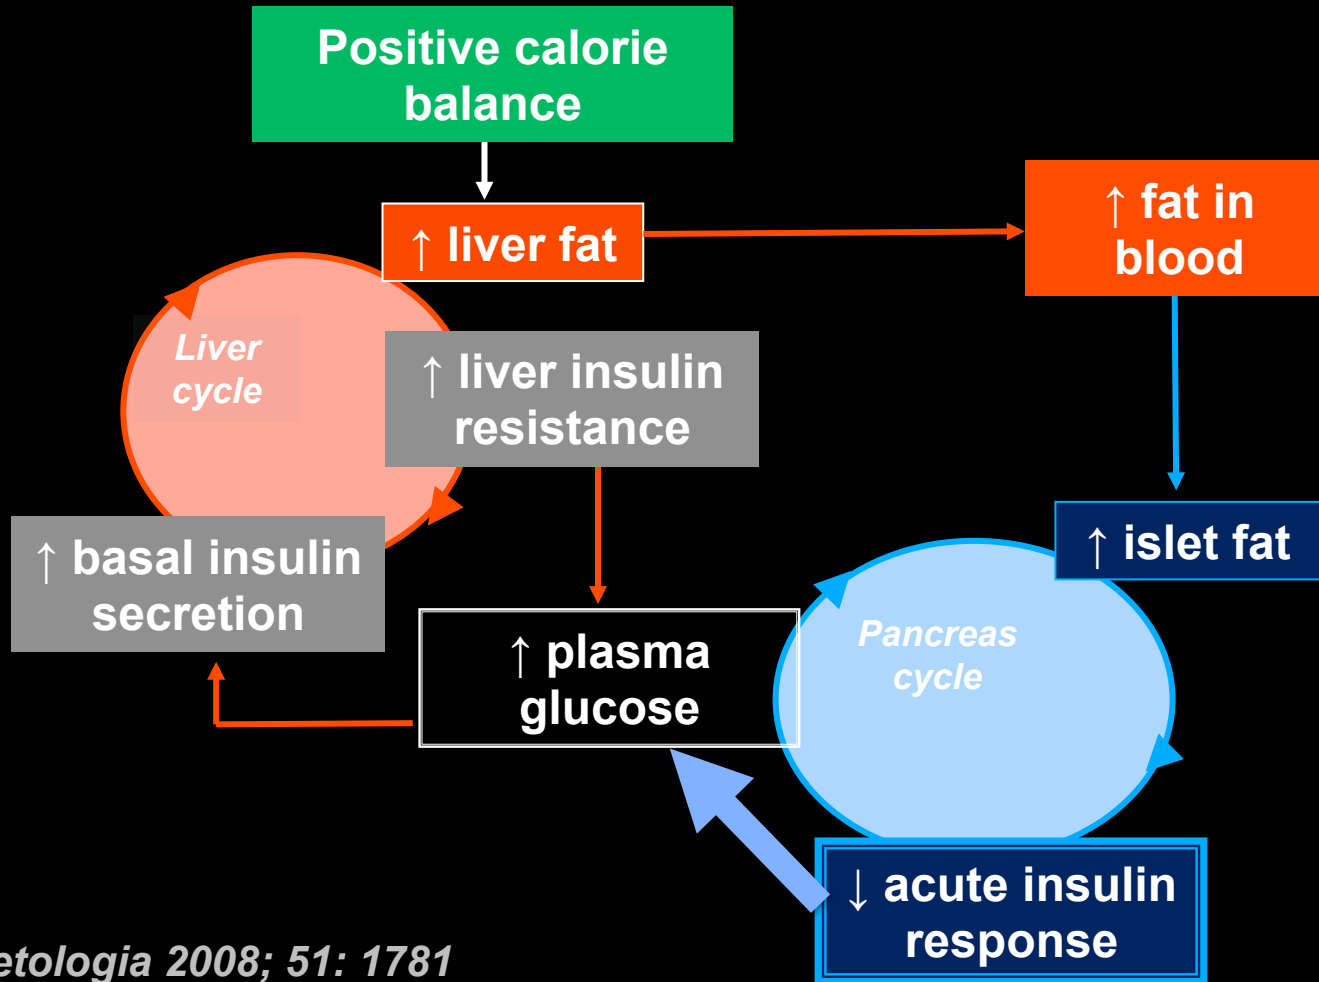 Positive calorie
balance
↑ liver fat
↑ fat in
blood
Liver
cycle
↑ liver insulin
resistance
↑ basal insulin
secretion
↑ islet fat
↑ plasma
glucose
Pancreas
cycle
↓ acute insulin
response
etologia 2008; 51: 1781